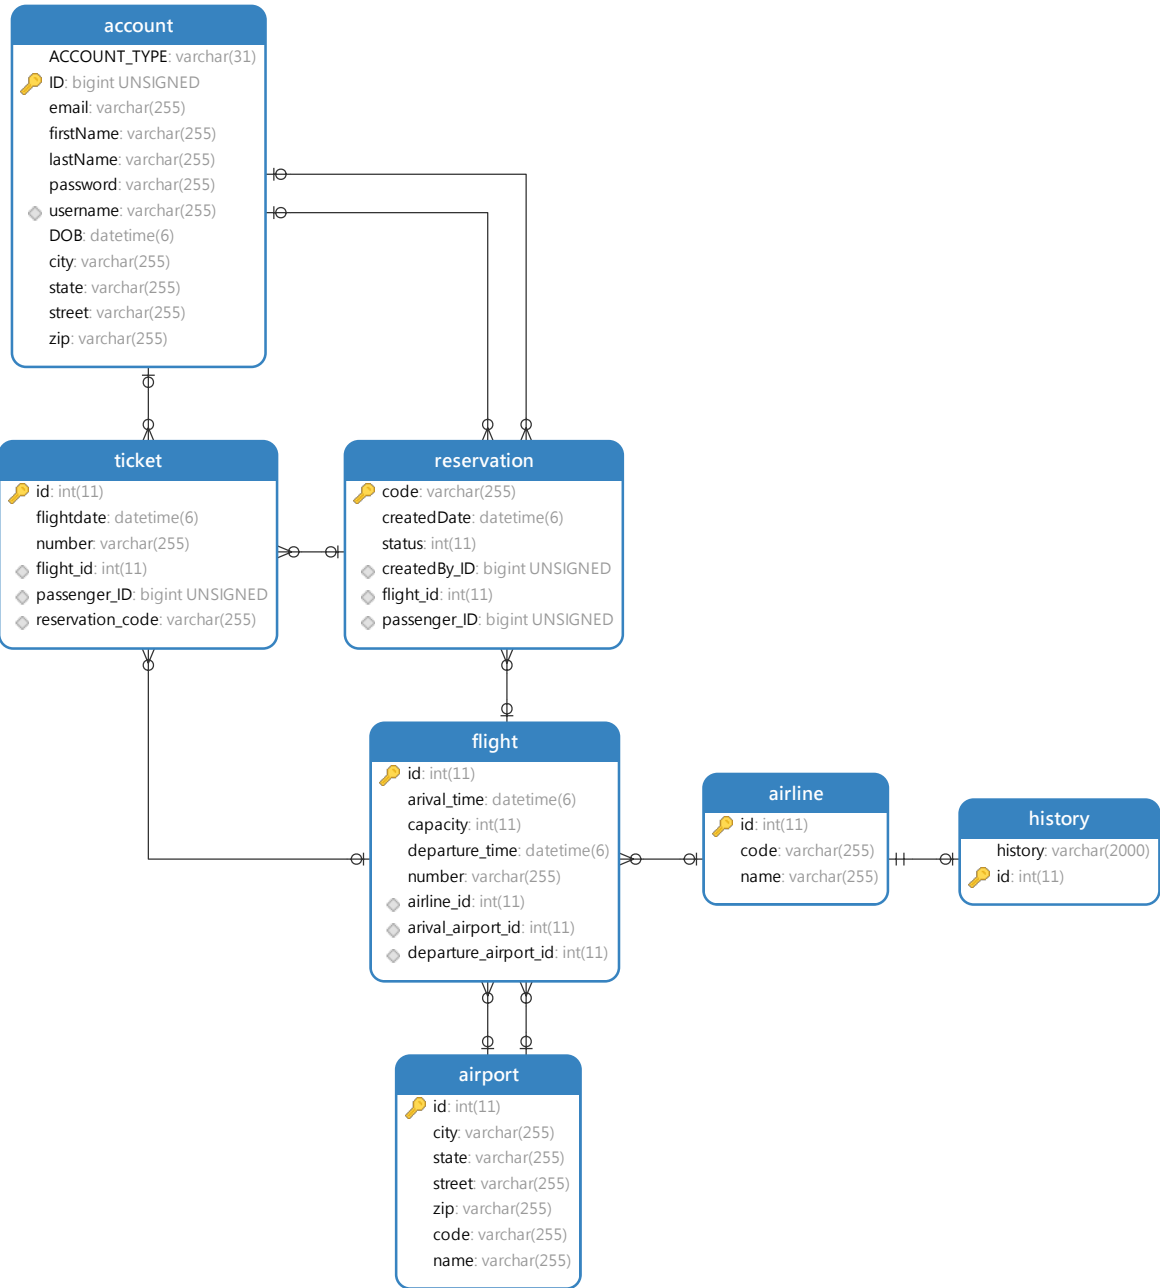 account
ACCOUNT_TYPE: varchar(31)
ID: bigint UNSIGNED
email: varchar(255)
firstName: varchar(255)
lastName: varchar(255)
password: varchar(255)
username: varchar(255)
DOB: datetime(6)
city: varchar(255)
state: varchar(255)
street: varchar(255)
zip: varchar(255)
ticket
id: int(11)
flightdate: datetime(6)
number: varchar(255)
flight_id: int(11)
passenger_ID: bigint UNSIGNED
reservation_code: varchar(255)
reservation
code: varchar(255)
createdDate: datetime(6)
status: int(11)
createdBy_ID: bigint UNSIGNED
flight_id: int(11)
passenger_ID: bigint UNSIGNED
flight
id: int(11)
arival_time: datetime(6)
capacity: int(11)
departure_time: datetime(6)
number: varchar(255)
airline_id: int(11)
arival_airport_id: int(11)
departure_airport_id: int(11)
airline
id: int(11)
code: varchar(255)
name: varchar(255)
history
history: varchar(2000)
id: int(11)
airport
id: int(11)
city: varchar(255)
state: varchar(255)
street: varchar(255)
zip: varchar(255)
code: varchar(255)
name: varchar(255)